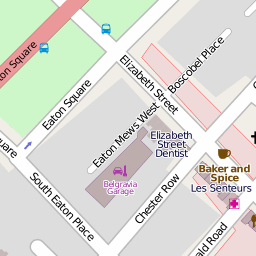 Boscobel Place
Elizabeth Street
Eaton Square
Eaton Square
Eaton Mews West
Elizabeth
Street
Dentist
Belgravia
Garage
Baker and
Spice
Les Senteurs
Chester Row
South Eaton Place